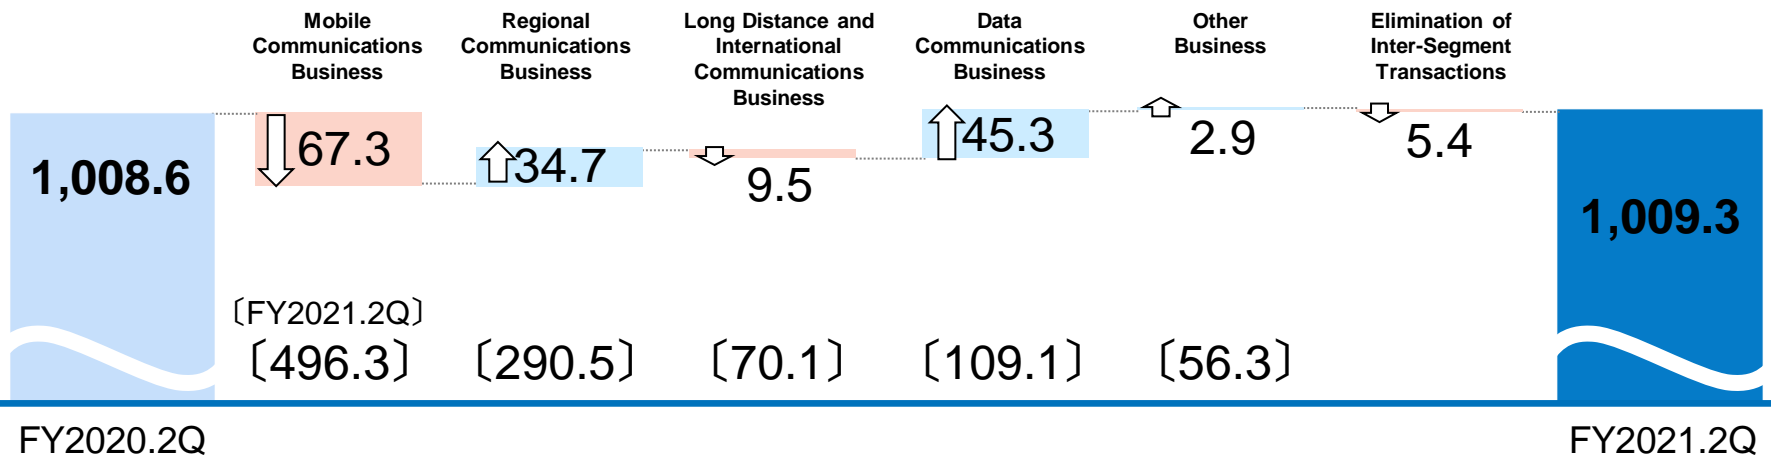 Mobile
Communications
Business
Regional
Communications
Business
Long Distance and
International
Communications
Business
Data
Communications
Business
Other
Business
Elimination of
Inter-Segment
Transactions
1,008.6
67.3
34.7
9.5
45.3
2.9
5.4
1,009.3
〔FY2021.2Q〕
〔496.3〕
〔290.5〕
〔70.1〕
〔109.1〕
〔56.3〕
FY2020.2Q
FY2021.2Q